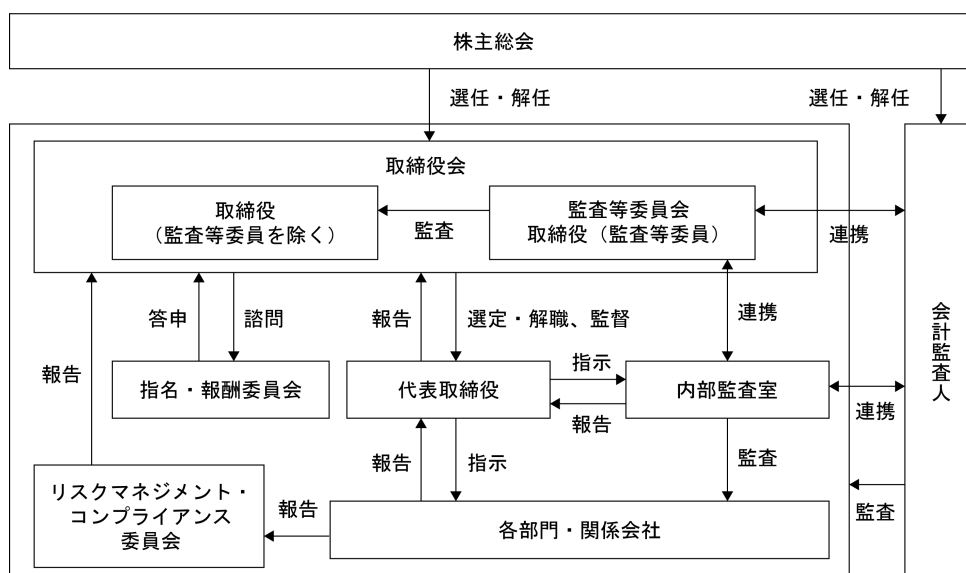 株主総会
選任・解任
選任・解任
取締役会
取締役
（監査等委員を除く）
監査
監査等委員会
取締役（監査等委員）
連携
会計監査人
答申
諮問
報告
選定・解職、監督
連携
報告
指名・報酬委員会
代表取締役
指示
報告
内部監査室
連携
報告
指示
監査
監査
リスクマネジメント・
コンプライアンス
委員会
報告
各部門・関係会社